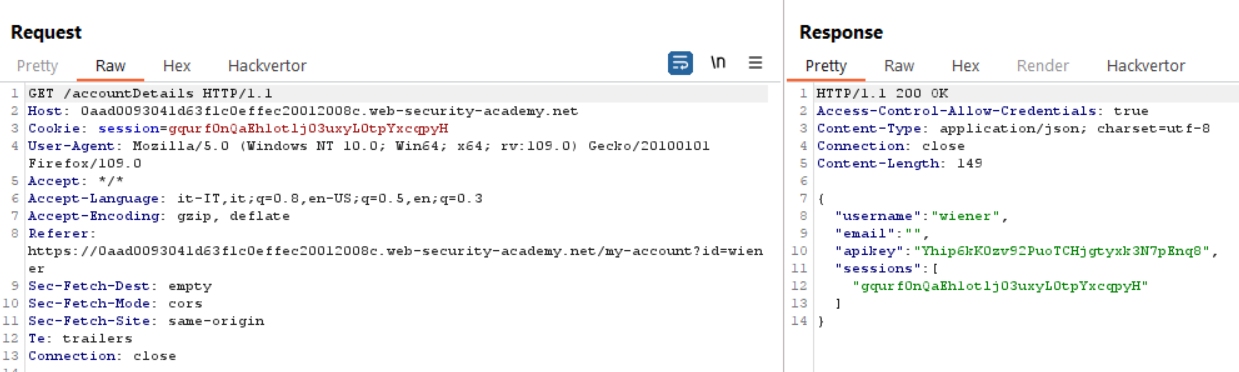 Request
Pretty Raw Hex Hackvertor \n
1 GET /accountDetails HTTP/1.1
2 Host: 0aad0093041d63f1c0effec20012008c.web-security-academy.net
3 Cookie: session=gqurf0nQaEh1otlj03uxyL0tpYxcqpyH
4 User-Agent: Mozilla/5.0 (Windows NT 10.0; Win64; x64; rv:109.0) Gecko/20100101
Firefox/109.0
5 Accept: */*
6 Accept-Language: it-IT,it;q=0.8,en-US;q=0.5,en;q=0.3
7 Accept-Encoding: gzip, deflate
8 Referer:
https://0aad0093041d63f1c0effec20012008c.web-security-academy.net/my-account?id=wien
er
9 Sec-Fetch-Dest: empty
10 Sec-Fetch-Mode: cors
11 Sec-Fetch-Site: same-origin
12 Te: trailers
13 Connection: close
Response
Pretty Raw Hex Render Hackvertor
1 HTTP/1.1 200 OK
2 Access-Control-Allow-Credentials: true
3 Content-Type: application/json; charset=utf-8
4 Connection: close
5 Content-Length: 149
6
7 {
8 "username":"wiener",
9 "email":"",
10 "apikey":"Yhip6kK0zv92PuoTCHjgtyxk3N7pEnq8",
11 "sessions":[
12 "gqurf0nQaEh1otlj03uxyL0tpYxcqpyH"
13 ]
14 }